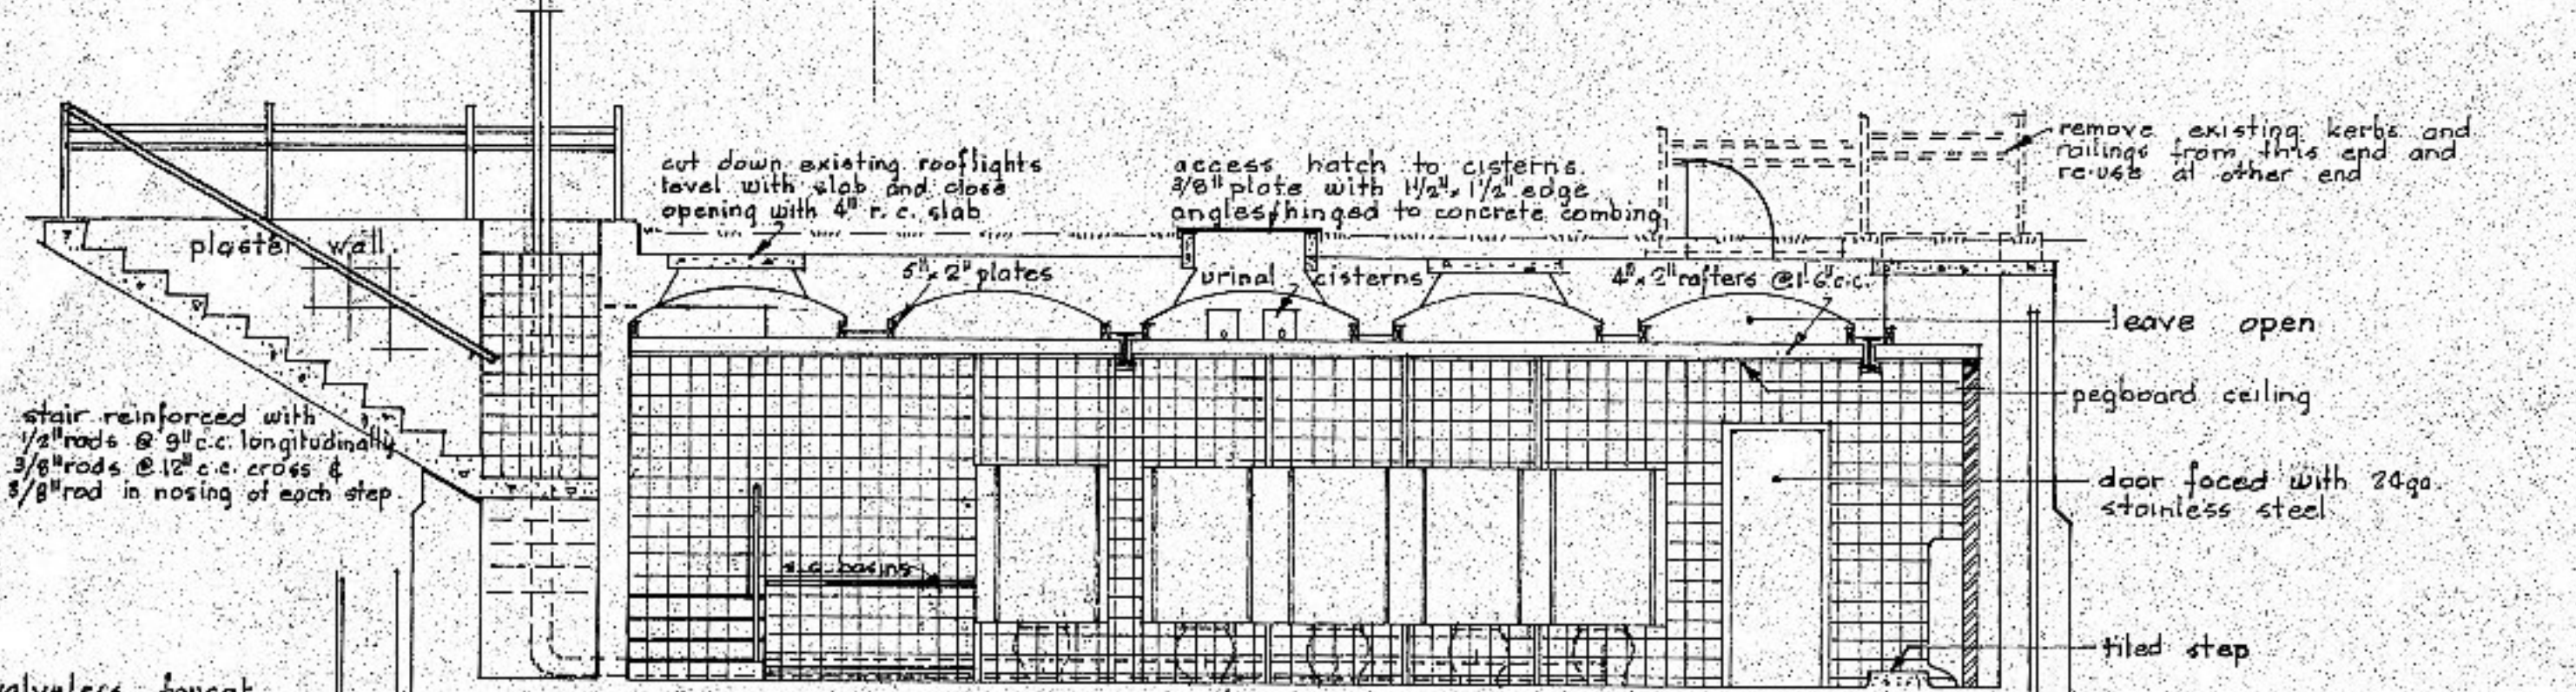 cut down existing rooflights
level with slab and close
opening with 4" r. c. slab
access hatch to cisterns.
3/8" plate with 1½" x 1½" edge
angles hinged to concrete combing
remove existing kerbs and
railings from this end and
re-use at other end
plaster wall.
5" x 2" plates
urinal cisterns
4" x 2" rafters @ 1'-6" c.c.
leave open
pegboard ceiling
stair reinforced with
1/2" rods @ 9" c.c. longitudinally
3/8" rods @ 12" c.c. cross &
5/8" rod in nosing of each step.
door faced with 24ga.
stainless steel
basins
tiled step
valveless